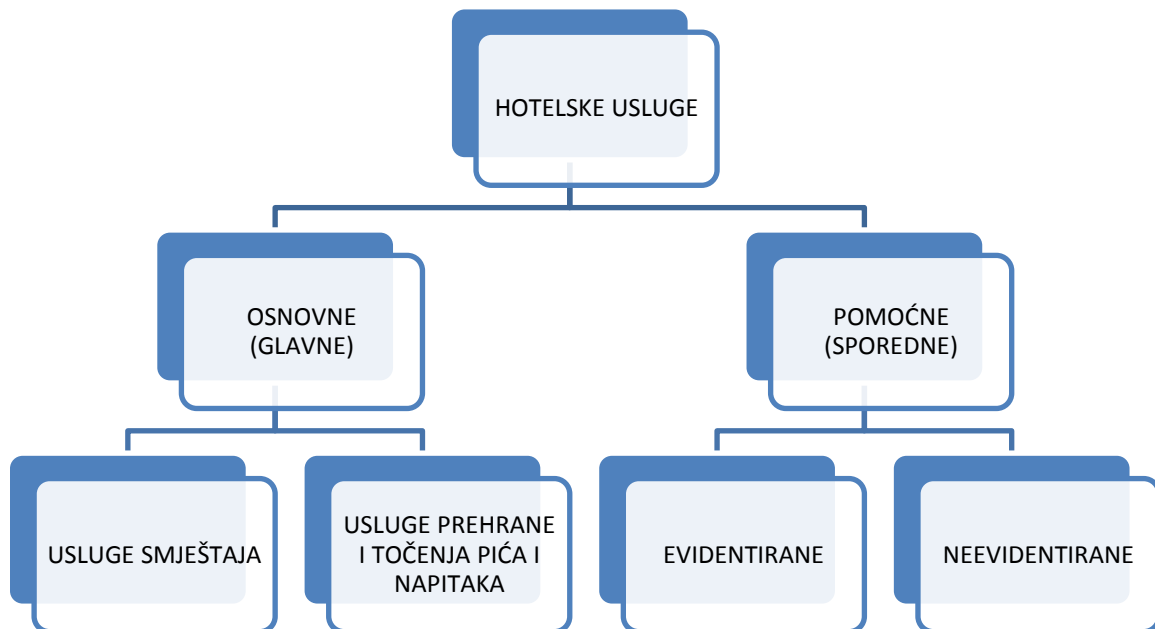 HOTELSKE USLUGE
OSNOVNE
(GLAVNE)
POMOĆNE
(SPOREDNE)
USLUGE SMJEŠTAJA
USLUGE PREHRANE
I TOČENJA PIĆA I
NAPITAKA
EVIDENTIRANE
NEEVIDENTIRANE